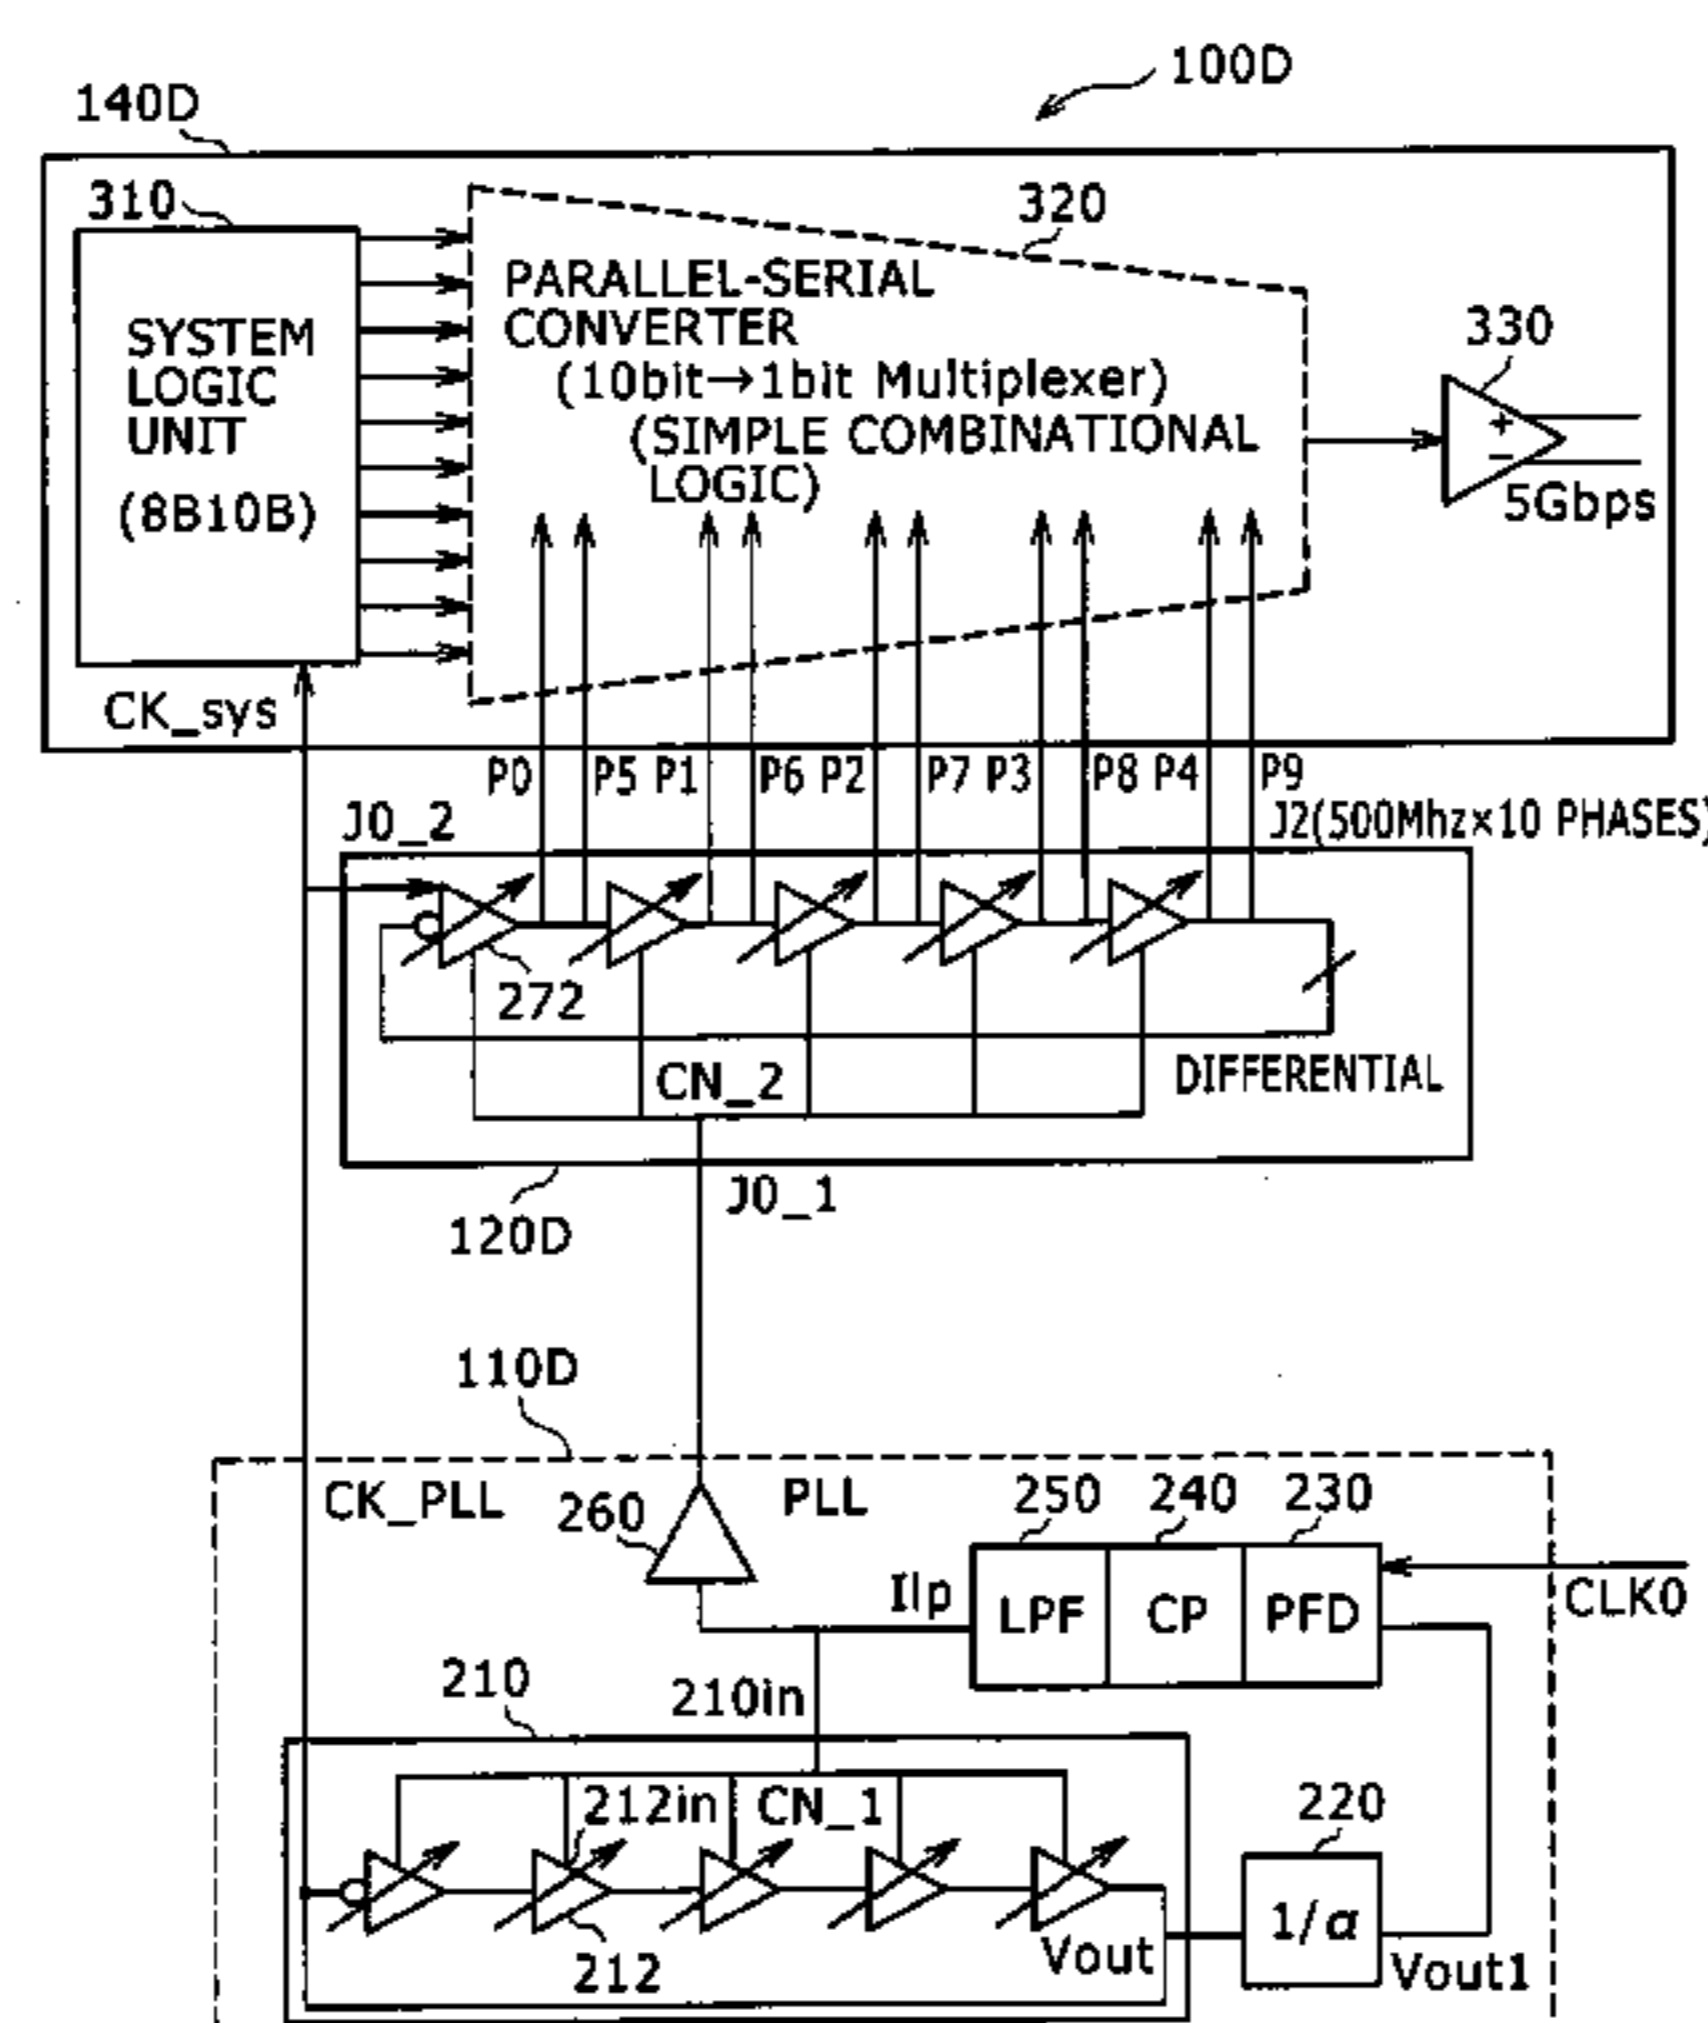 100D
140D
310
320
SYSTEM
LOGIC
UNIT
(8B10B)
PARALLEL-SERIAL
CONVERTER
(10bit→1bit Multiplexer)
(SIMPLE COMBINATIONAL
LOGIC)
330
+
−
5Gbps
CK_sys
P0 P5 P1 P6 P2 P7 P3 P8 P4 P9
J0_2
J2(500Mhz×10 PHASES)
272
CN_2
DIFFERENTIAL
J0_1
120D
110D
CK_PLL
260
PLL
250 240 230
Ilp
LPF CP PFD
CLK0
210
210in
212in
CN_1
220
1/α
212
Vout
Vout1